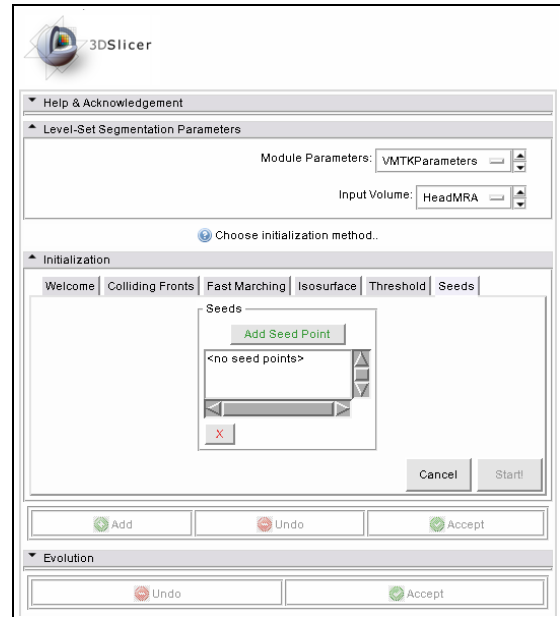 3DSlicer
Help & Acknowledgement
Level-Set Segmentation Parameters
Module Parameters: VMTKParameters
Input Volume: HeadMRA
Choose initialization method..
Initialization
Welcome Colliding Fronts Fast Marching Isosurface Threshold Seeds
Seeds
Add Seed Point
<no seed points>
X
Cancel Start!
Add Undo Accept
Evolution
Undo Accept